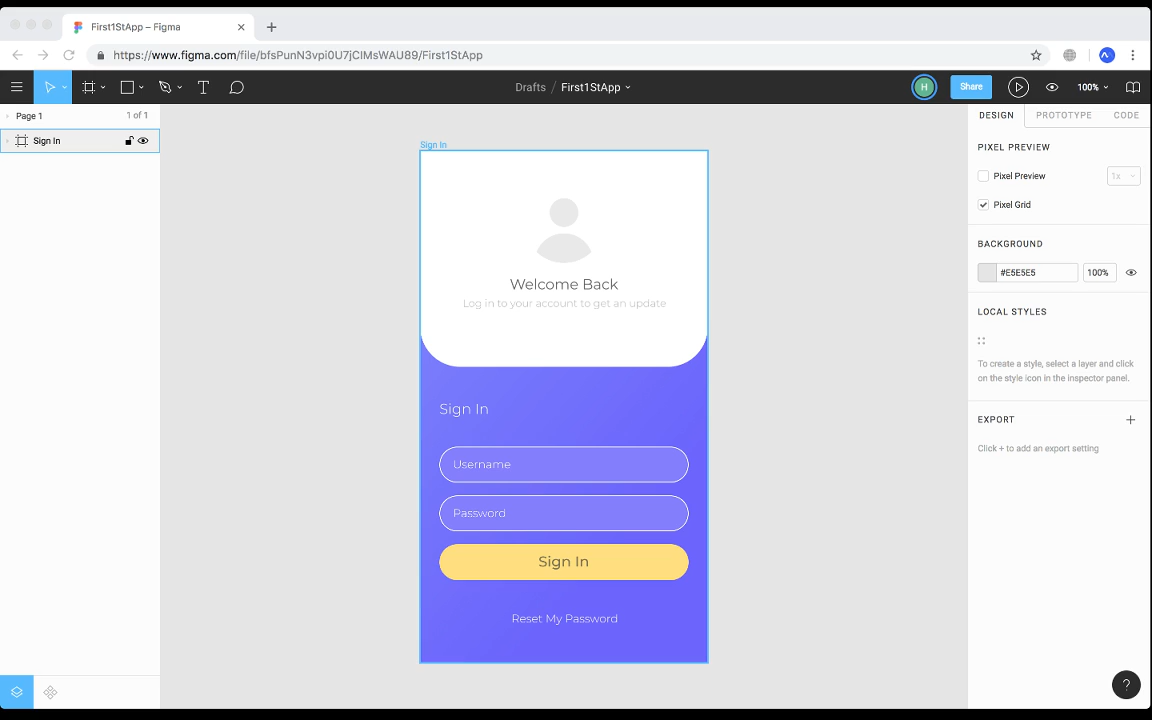 First1StApp – Figma
https://www.figma.com/file/bfsPunN3vpi0U7jCIMsWAU89/First1StApp
Drafts / First1StApp
H
Share
100%
Page 1
1 of 1
Sign In
Sign In
Welcome Back
Log in to your account to get an update
Sign In
Username
Password
Sign In
Reset My Password
DESIGN
PROTOTYPE
CODE
PIXEL PREVIEW
Pixel Preview
1x
Pixel Grid
BACKGROUND
#E5E5E5
100%
LOCAL STYLES
To create a style, select a layer and click
on the style icon in the inspector panel.
EXPORT
Click + to add an export setting
?